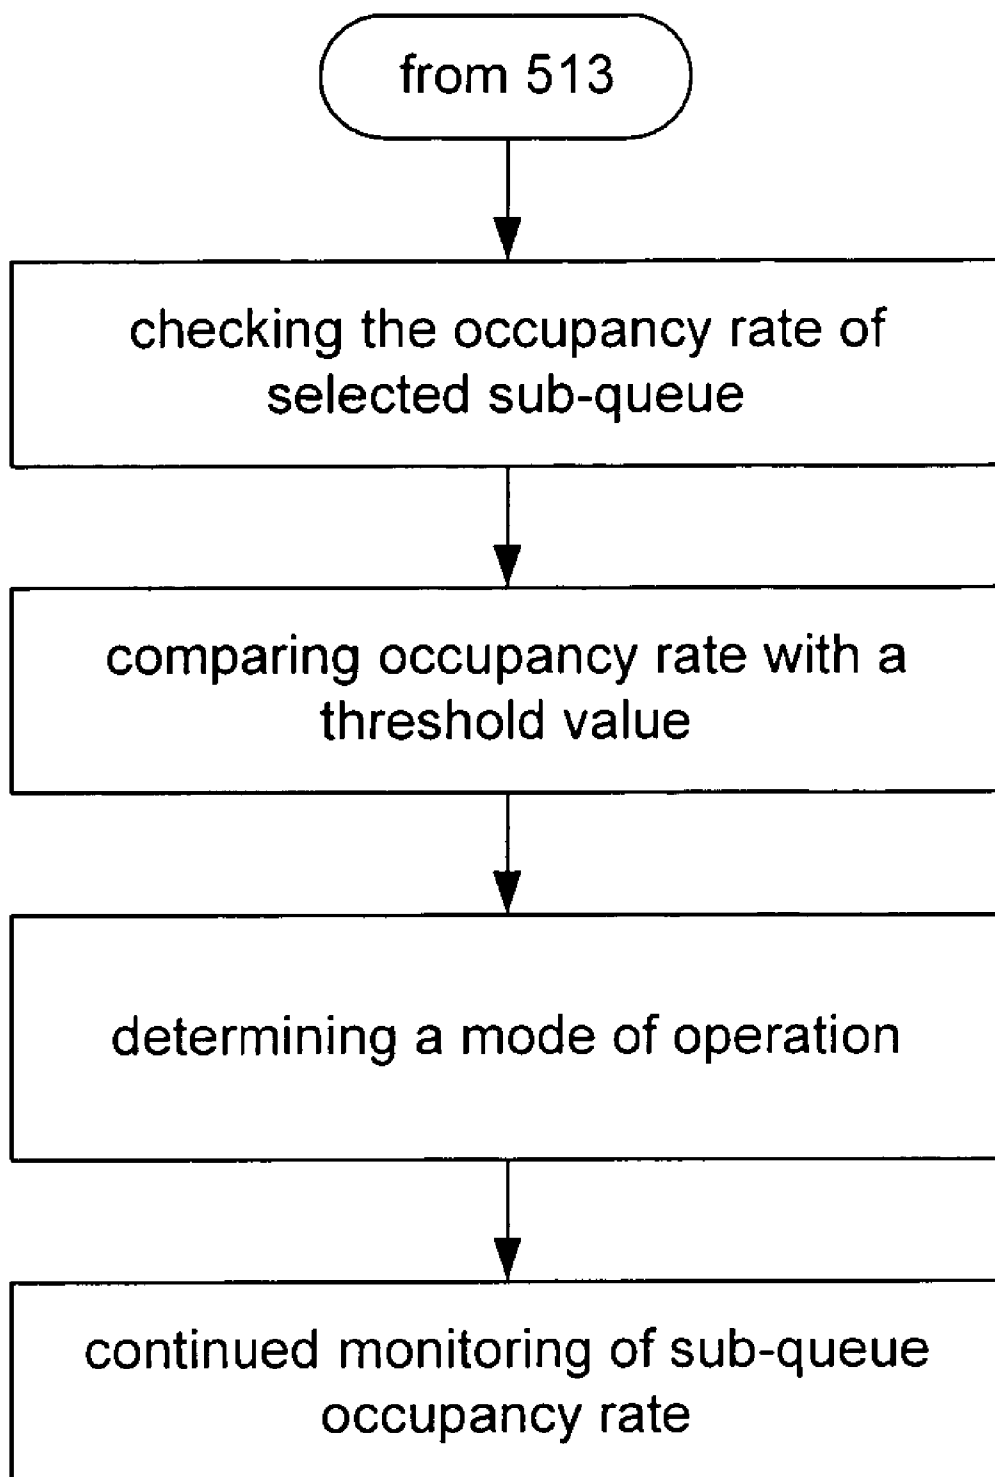 from 513
checking the occupancy rate of
selected sub-queue
comparing occupancy rate with a
threshold value
determining a mode of operation
continued monitoring of sub-queue
occupancy rate